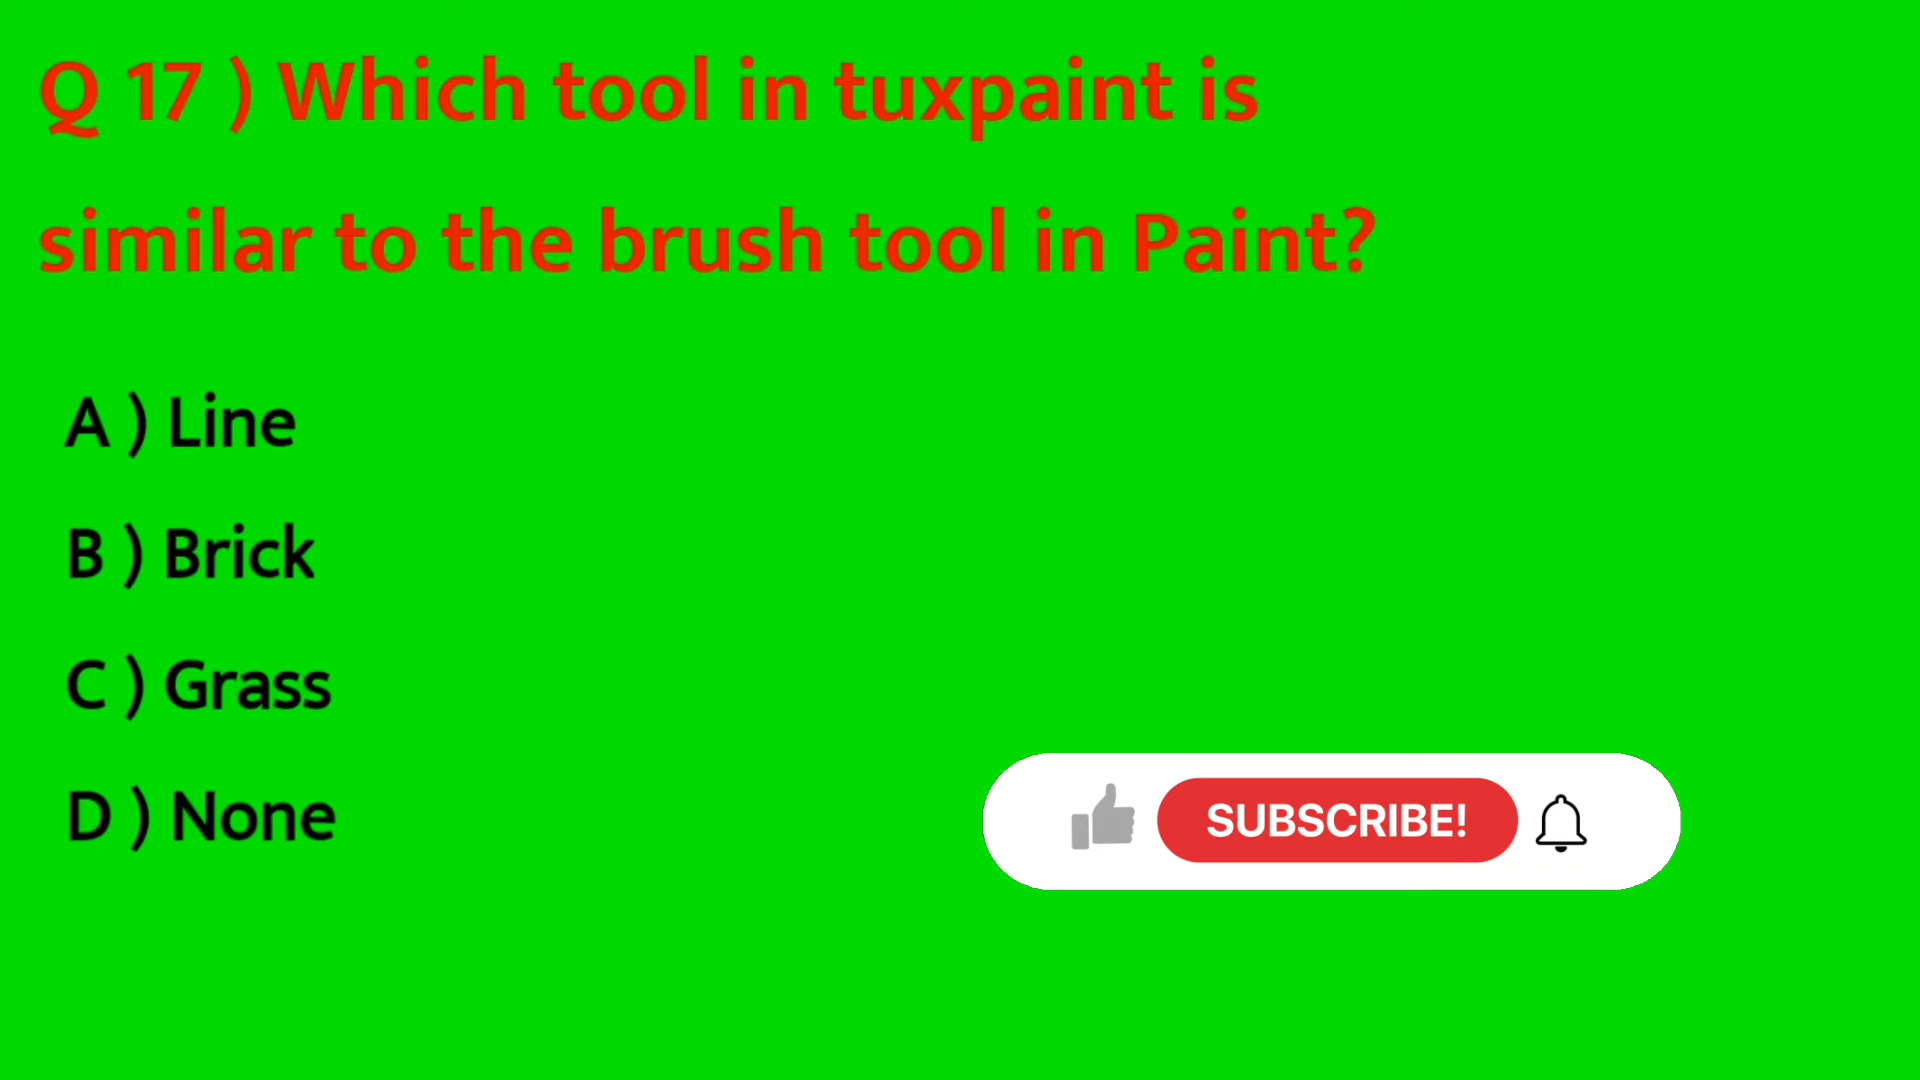 Q 17 ) Which tool in tuxpaint is
similar to the brush tool in Paint?
A ) Line
B ) Brick
C ) Grass
D ) None
SUBSCRIBE!